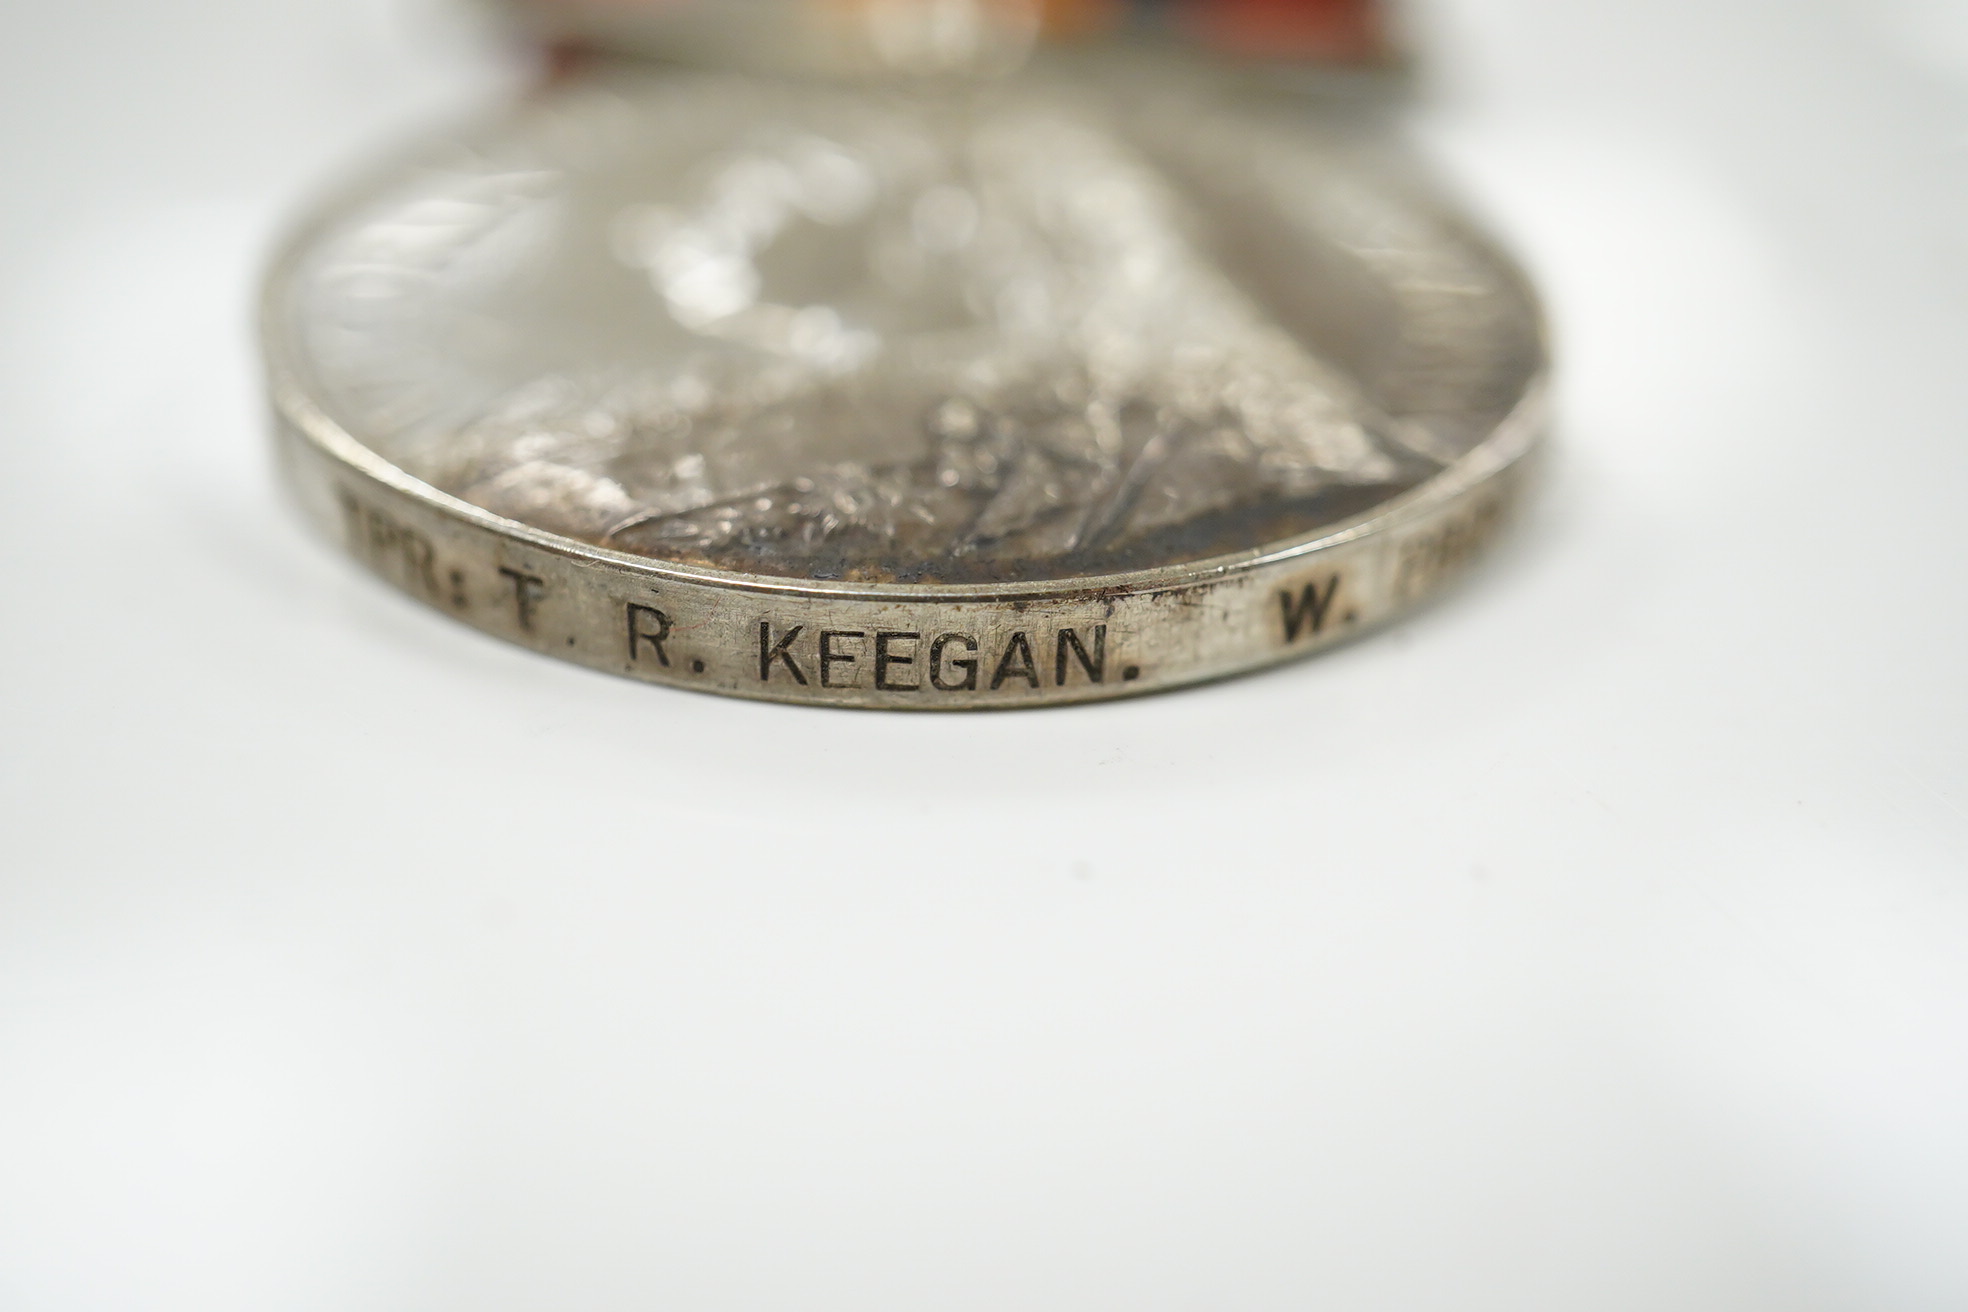 TPR: T. R. KEEGAN. W.